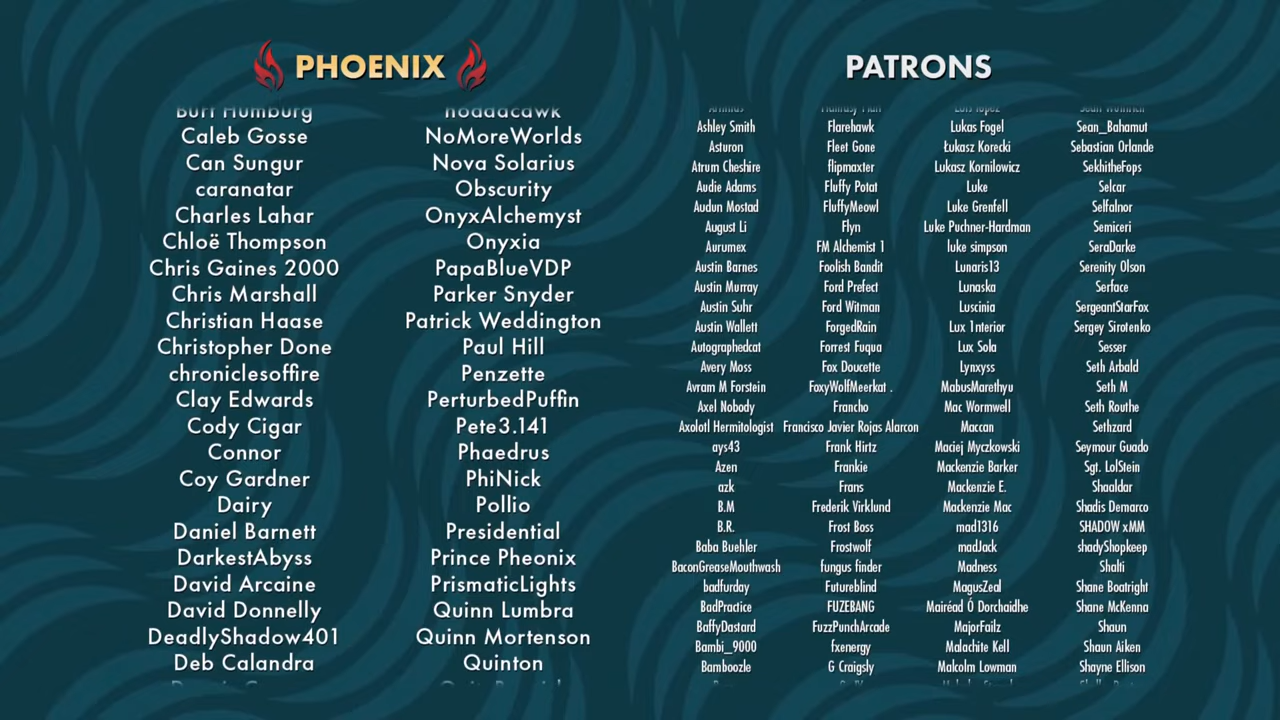 PHOENIX
Burt Humburg
Caleb Gosse
Can Sungur
caranatar
Charles Lahar
Chloë Thompson
Chris Gaines 2000
Chris Marshall
Christian Haase
Christopher Done
chroniclesoffire
Clay Edwards
Cody Cigar
Connor
Coy Gardner
Dairy
Daniel Barnett
DarkestAbyss
David Arcaine
David Donnelly
DeadlyShadow401
Deb Calandra
noddacawk
NoMoreWorlds
Nova Solarius
Obscurity
OnyxAlchemyst
Onyxia
PapaBlueVDP
Parker Snyder
Patrick Weddington
Paul Hill
Penzette
PerturbedPuffin
Pete3.141
Phaedrus
PhiNick
Pollio
Presidential
Prince Pheonix
PrismaticLights
Quinn Lumbra
Quinn Mortenson
Quinton
PATRONS
Ashley Smith
Asturon
Atrum Cheshire
Audie Adams
Audun Mostad
August Li
Aurumex
Austin Barnes
Austin Murray
Austin Suhr
Austin Wallett
Autographedcat
Avery Moss
Avram M Forstein
Axel Nobody
Axolotl Hermitologist
ays43
Azen
azk
B.M
B.R.
Baba Buehler
BaconGreaseMouthwash
badfurday
BadPractice
BaffyDastard
Bambi_9000
Bamboozle
Flarehawk
Fleet Gone
flipmaxter
Fluffy Potat
FluffyMeowl
Flyn
FM Alchemist 1
Foolish Bandit
Ford Prefect
Ford Witman
ForgedRain
Forrest Fuqua
Fox Doucette
FoxyWolfMeerkat .
Francho
Francisco Javier Rojas Alarcon
Frank Hirtz
Frankie
Frans
Frederik Virklund
Frost Boss
Frostwolf
fungus finder
Futureblind
FUZEBANG
FuzzPunchArcade
fxenergy
G Craigsly
Lukas Fogel
Łukasz Korecki
Lukasz Kornilowicz
Luke
Luke Grenfell
Luke Puchner-Hardman
luke simpson
Lunaris13
Lunaska
Luscinia
Lux 1nterior
Lux Sola
Lynxyss
MabusMarethyu
Mac Wormwell
Maccan
Maciej Myczkowski
Mackenzie Barker
Mackenzie E.
Mackenzie Mac
mad1316
madJack
Madness
MagusZeal
Mairéad Ó Dorchaidhe
MajorFailz
Malachite Kell
Malcolm Lowman
Sean_Bahamut
Sebastian Orlande
SekhitheFops
Selcar
Selfalnor
Semiceri
SeraDarke
Serenity Olson
Serface
SergeantStarFox
Sergey Sirotenko
Sesser
Seth Arbald
Seth M
Seth Routhe
Sethzard
Seymour Guado
Sgt. LolStein
Shaaldar
Shadis Demarco
SHADOW xMM
shadyShopkeep
Shalti
Shane Boatright
Shane McKenna
Shaun
Shaun Aiken
Shayne Ellison